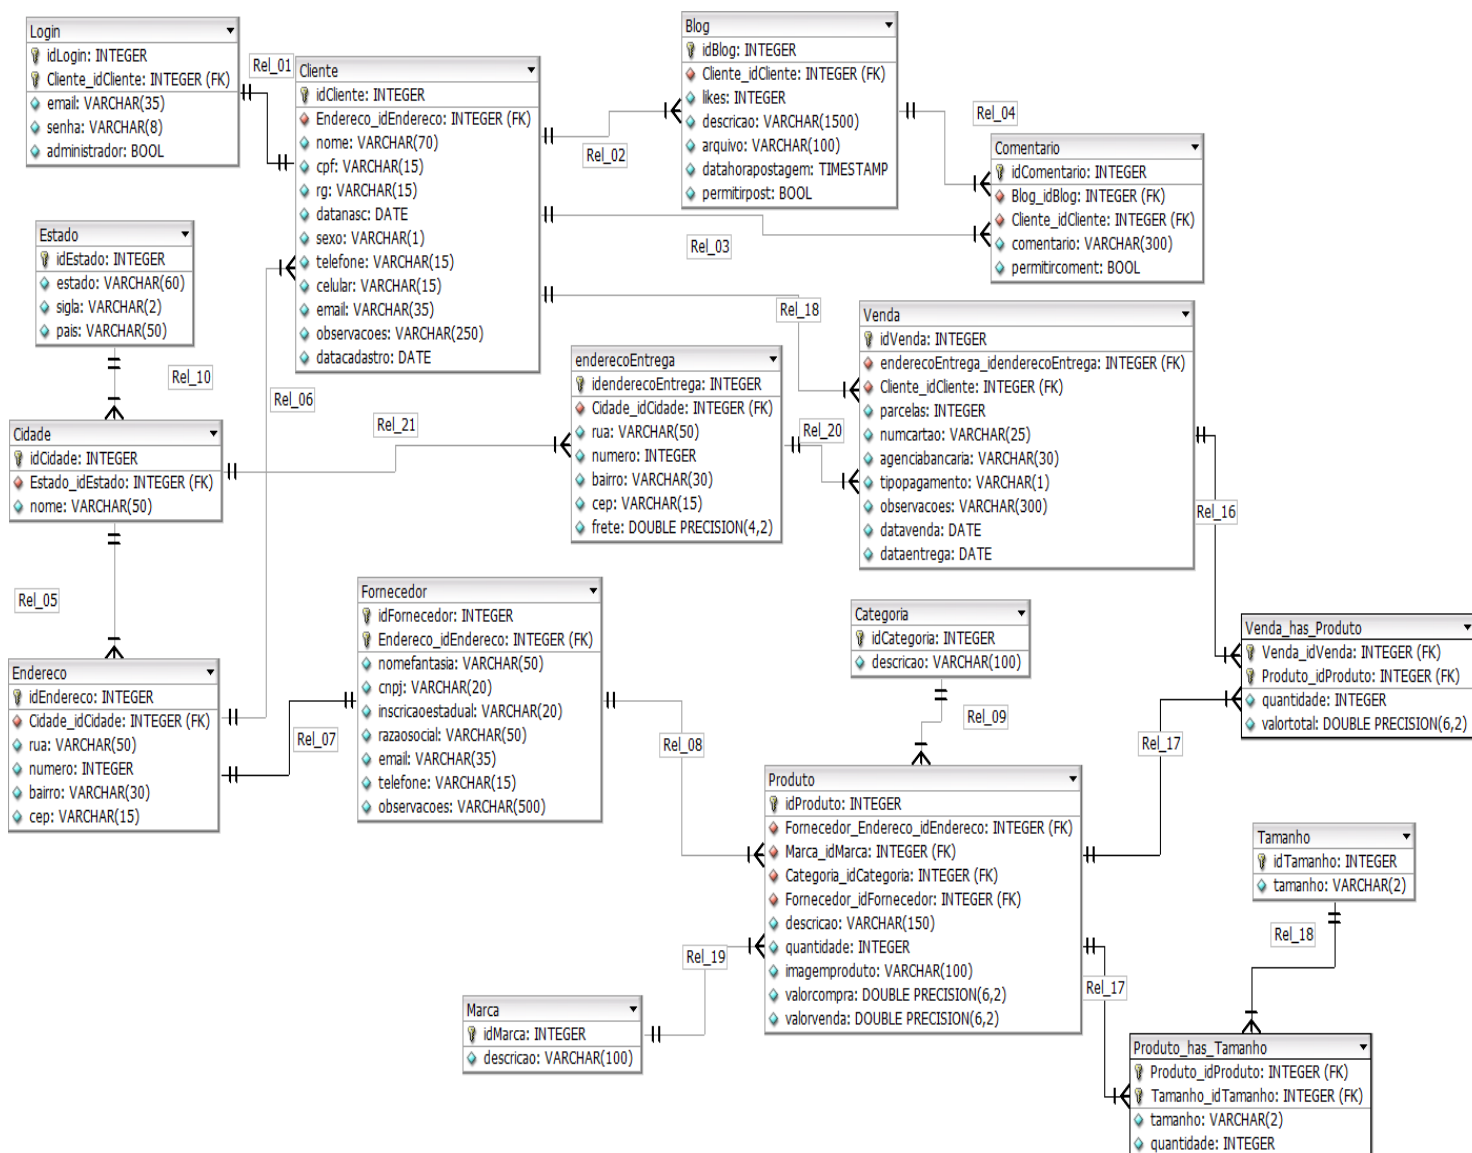 Login
idLogin: INTEGER
Cliente_idCliente: INTEGER (FK)
email: VARCHAR(35)
senha: VARCHAR(8)
administrador: BOOL
Rel_01
Cliente
idCliente: INTEGER
Endereco_idEndereco: INTEGER (FK)
nome: VARCHAR(70)
cpf: VARCHAR(15)
rg: VARCHAR(15)
datanasc: DATE
sexo: VARCHAR(1)
telefone: VARCHAR(15)
celular: VARCHAR(15)
email: VARCHAR(35)
observacoes: VARCHAR(250)
datacadastro: DATE
Rel_02
Blog
idBlog: INTEGER
Cliente_idCliente: INTEGER (FK)
likes: INTEGER
descricao: VARCHAR(1500)
arquivo: VARCHAR(100)
datahorapostagem: TIMESTAMP
permitirpost: BOOL
Rel_04
Comentario
idComentario: INTEGER
Blog_idBlog: INTEGER (FK)
Cliente_idCliente: INTEGER (FK)
comentario: VARCHAR(300)
permitircoment: BOOL
Rel_03
Estado
idEstado: INTEGER
estado: VARCHAR(60)
sigla: VARCHAR(2)
pais: VARCHAR(50)
Rel_10
Rel_06
Rel_18
Cidade
idCidade: INTEGER
Estado_idEstado: INTEGER (FK)
nome: VARCHAR(50)
Rel_21
enderecoEntrega
idenderecoEntrega: INTEGER
Cidade_idCidade: INTEGER (FK)
rua: VARCHAR(50)
numero: INTEGER
bairro: VARCHAR(30)
cep: VARCHAR(15)
frete: DOUBLE PRECISION(4,2)
Rel_20
Venda
idVenda: INTEGER
enderecoEntrega_idenderecoEntrega: INTEGER (FK)
Cliente_idCliente: INTEGER (FK)
parcelas: INTEGER
numcartao: VARCHAR(25)
agenciabancaria: VARCHAR(30)
tipopagamento: VARCHAR(1)
observacoes: VARCHAR(300)
datavenda: DATE
dataentrega: DATE
Rel_16
Rel_05
Endereco
idEndereco: INTEGER
Cidade_idCidade: INTEGER (FK)
rua: VARCHAR(50)
numero: INTEGER
bairro: VARCHAR(30)
cep: VARCHAR(15)
Rel_07
Fornecedor
idFornecedor: INTEGER
Endereco_idEndereco: INTEGER (FK)
nomefantasia: VARCHAR(50)
cnpj: VARCHAR(20)
inscricaoestadual: VARCHAR(20)
razaosocial: VARCHAR(50)
email: VARCHAR(35)
telefone: VARCHAR(15)
observacoes: VARCHAR(500)
Rel_08
Categoria
idCategoria: INTEGER
descricao: VARCHAR(100)
Rel_09
Venda_has_Produto
Venda_idVenda: INTEGER (FK)
Produto_idProduto: INTEGER (FK)
quantidade: INTEGER
valortotal: DOUBLE PRECISION(6,2)
Rel_17
Produto
idProduto: INTEGER
Fornecedor_Endereco_idEndereco: INTEGER (FK)
Marca_idMarca: INTEGER (FK)
Categoria_idCategoria: INTEGER (FK)
Fornecedor_idFornecedor: INTEGER (FK)
descricao: VARCHAR(150)
quantidade: INTEGER
imagemproduto: VARCHAR(100)
valorcompra: DOUBLE PRECISION(6,2)
valorvenda: DOUBLE PRECISION(6,2)
Rel_19
Marca
idMarca: INTEGER
descricao: VARCHAR(100)
Tamanho
idTamanho: INTEGER
tamanho: VARCHAR(2)
Rel_18
Rel_17
Produto_has_Tamanho
Produto_idProduto: INTEGER (FK)
Tamanho_idTamanho: INTEGER (FK)
tamanho: VARCHAR(2)
quantidade: INTEGER